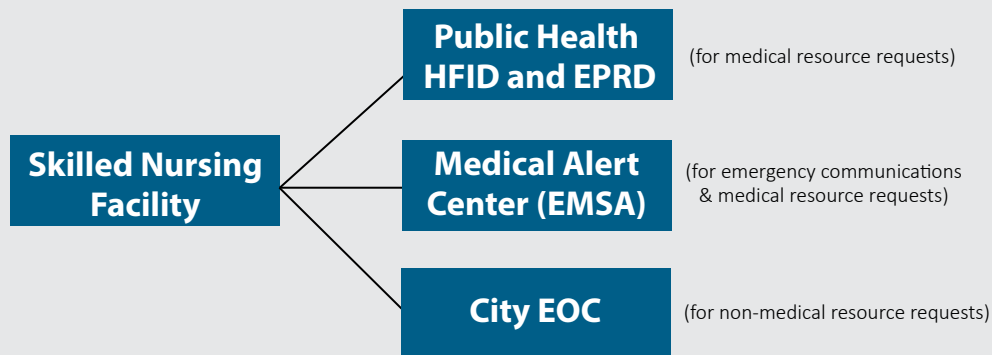 Public Health
HFID and EPRD
(for medical resource requests)
Skilled Nursing
Facility
Medical Alert
Center (EMSA)
(for emergency communications
& medical resource requests)
City EOC
(for non-medical resource requests)